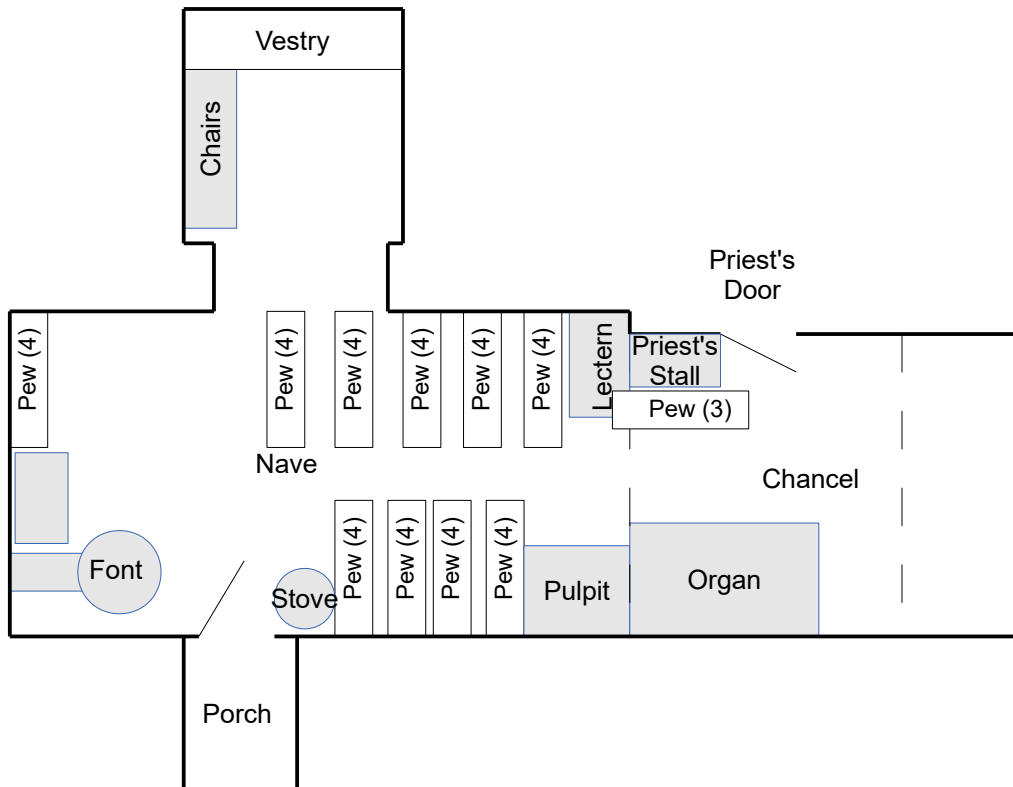 Vestry
Chairs
Priest's
Door
Pew (4)
Pew (4)
Pew (4)
Pew (4)
Pew (4)
Pew (4)
Lectern
Priest's
Stall
Pew (3)
Nave
Chancel
Pew (4)
Pew (4)
Pew (4)
Pew (4)
Font
Stove
Pulpit
Organ
Porch